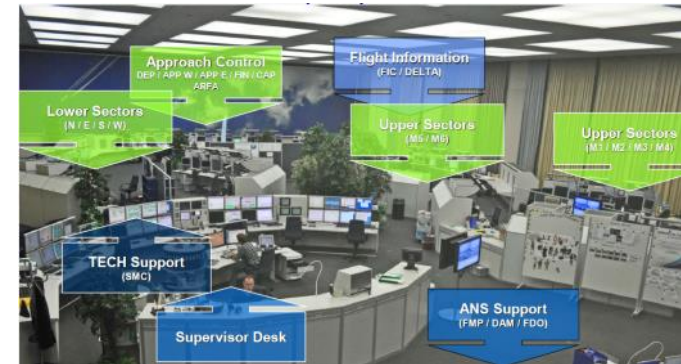 Approach Control
DEP / APP W / APP E / FIN / CAP
ARFA
Flight Information
(FIC / DELTA)
Lower Sectors
(N / E / S / W)
Upper Sectors
(M5 / M6)
Upper Sectors
(M3 / M2 / M3 / M4)
TECH Support
(SMC)
Supervisor Desk
ANS Support
(FMP / DAM / FDO)